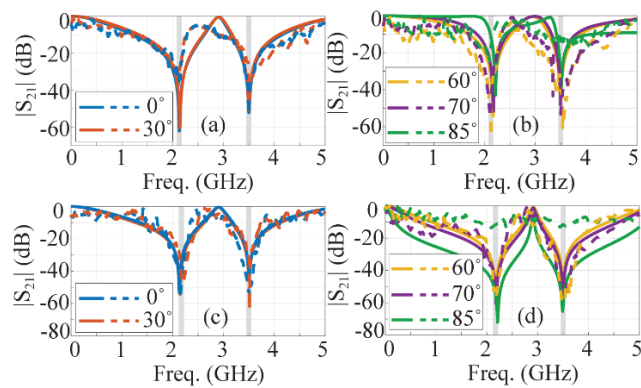 0
-20
-40
-60
|S21| (dB)
0°
30°
(a)
0 1 2 3 4 5
Freq. (GHz)
0
-20
-40
-60
|S21| (dB)
60°
70°
85°
(b)
0 1 2 3 4 5
Freq. (GHz)
0
-20
-40
-60
-80
|S21| (dB)
0°
30°
(c)
0 1 2 3 4 5
Freq. (GHz)
0
-20
-40
-60
-80
|S21| (dB)
60°
70°
85°
(d)
0 1 2 3 4 5
Freq. (GHz)